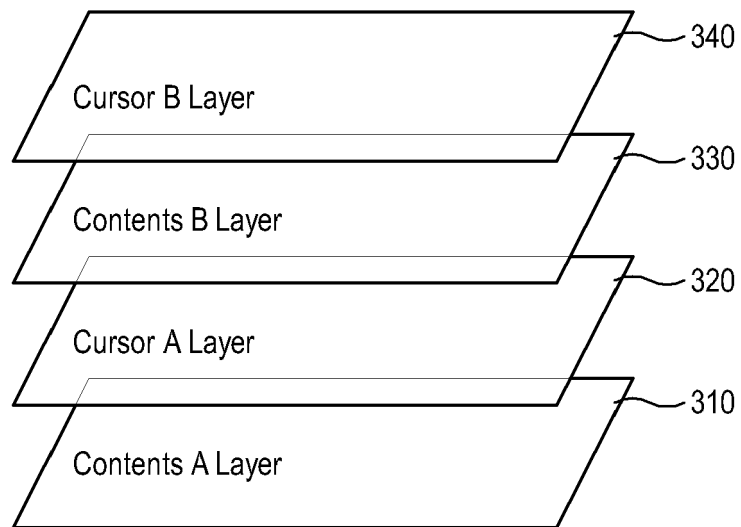 340
Cursor B Layer
330
Contents B Layer
320
Cursor A Layer
310
Contents A Layer